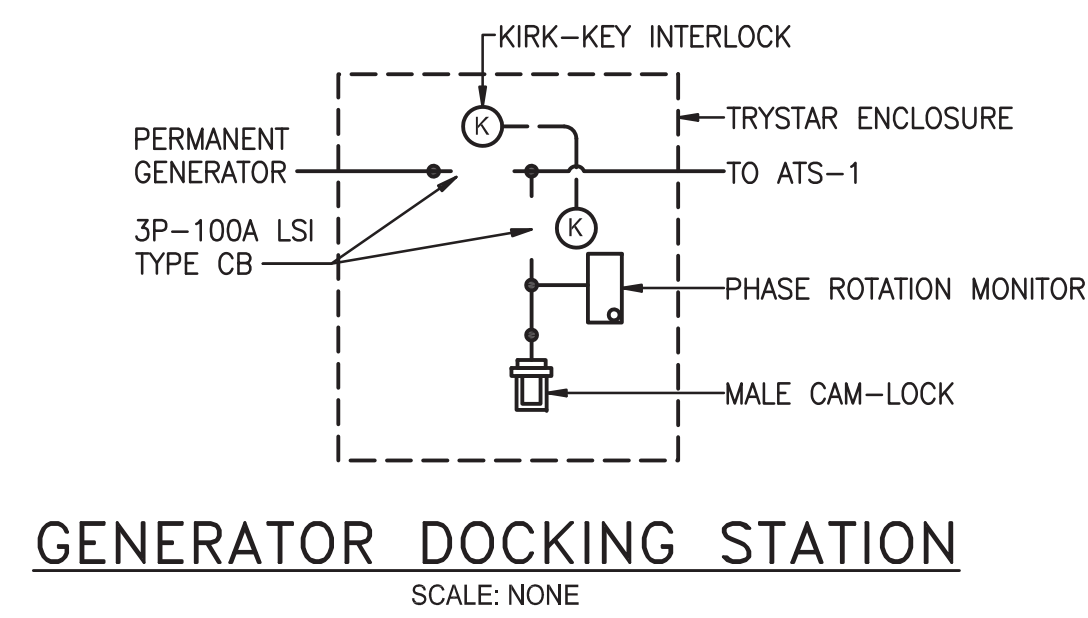 KIRK-KEY INTERLOCK
K
TRYSTAR ENCLOSURE
PERMANENT
GENERATOR
TO ATS-1
3P-100A LSI
TYPE CB
K
PHASE ROTATION MONITOR
MALE CAM-LOCK
GENERATOR DOCKING STATION
SCALE: NONE